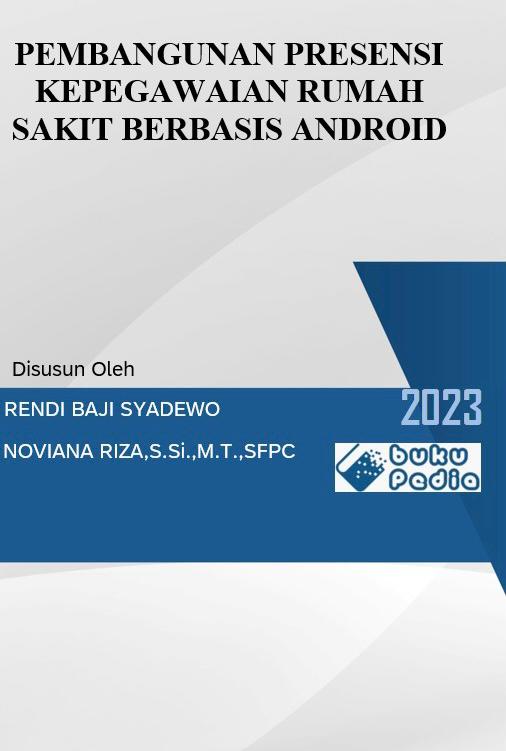 PEMBANGUNAN PRESENSI
KEPEGAWAIAN RUMAH
SAKIT BERBASIS ANDROID
Disusun Oleh
RENDI BAJI SYADEWO
2023
NOVIANA RIZA,S.Si.,M.T.,SFPC
buku
Pedia